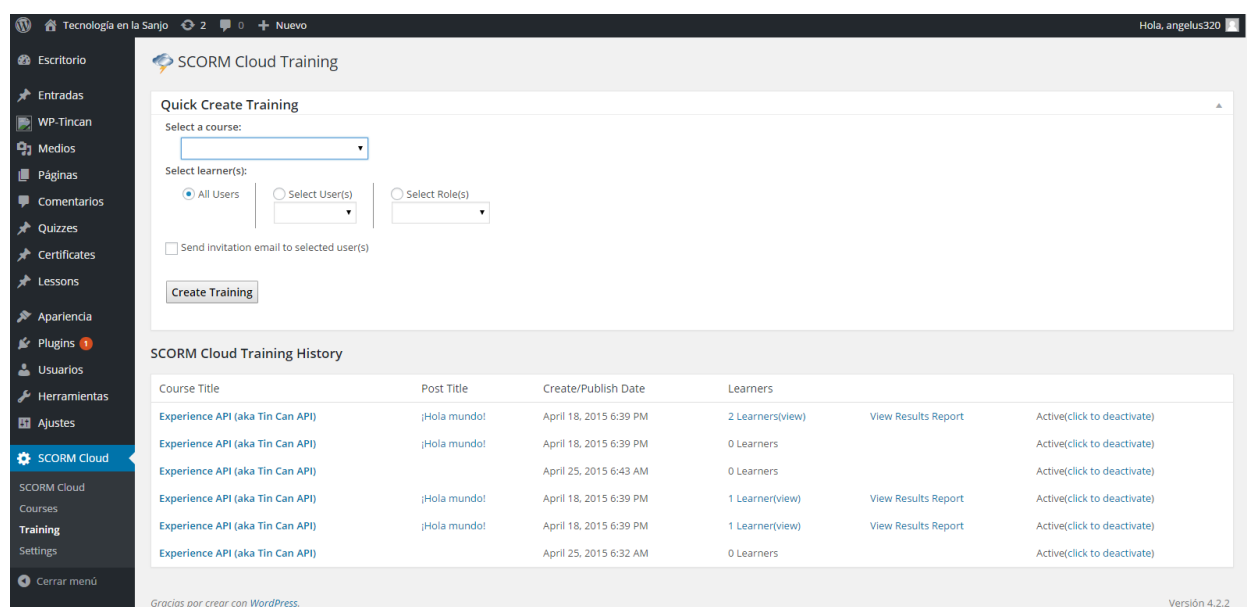 Tecnología en la Sanjo 2 0 + Nuevo Hola, angelus320
Escritorio
Entradas
WP-Tincan
Medios
Páginas
Comentarios
Quizzes
Certificates
Lessons
Apariencia
Plugins 1
Usuarios
Herramientas
Ajustes
SCORM Cloud
SCORM Cloud
Courses
Training
Settings
Cerrar menú
SCORM Cloud Training
Quick Create Training
Select a course:
Select learner(s):
All Users Select User(s) Select Role(s)
Send invitation email to selected user(s)
Create Training
SCORM Cloud Training History
Course Title Post Title Create/Publish Date Learners
Experience API (aka Tin Can API) ¡Hola mundo! April 18, 2015 6:39 PM 2 Learners(view) View Results Report Active(click to deactivate)
Experience API (aka Tin Can API) ¡Hola mundo! April 18, 2015 6:39 PM 0 Learners Active(click to deactivate)
Experience API (aka Tin Can API) April 25, 2015 6:43 AM 0 Learners Active(click to deactivate)
Experience API (aka Tin Can API) ¡Hola mundo! April 18, 2015 6:39 PM 1 Learner(view) View Results Report Active(click to deactivate)
Experience API (aka Tin Can API) ¡Hola mundo! April 18, 2015 6:39 PM 1 Learner(view) View Results Report Active(click to deactivate)
Experience API (aka Tin Can API) April 25, 2015 6:32 AM 0 Learners Active(click to deactivate)
Gracias por crear con WordPress. Versión 4.2.2